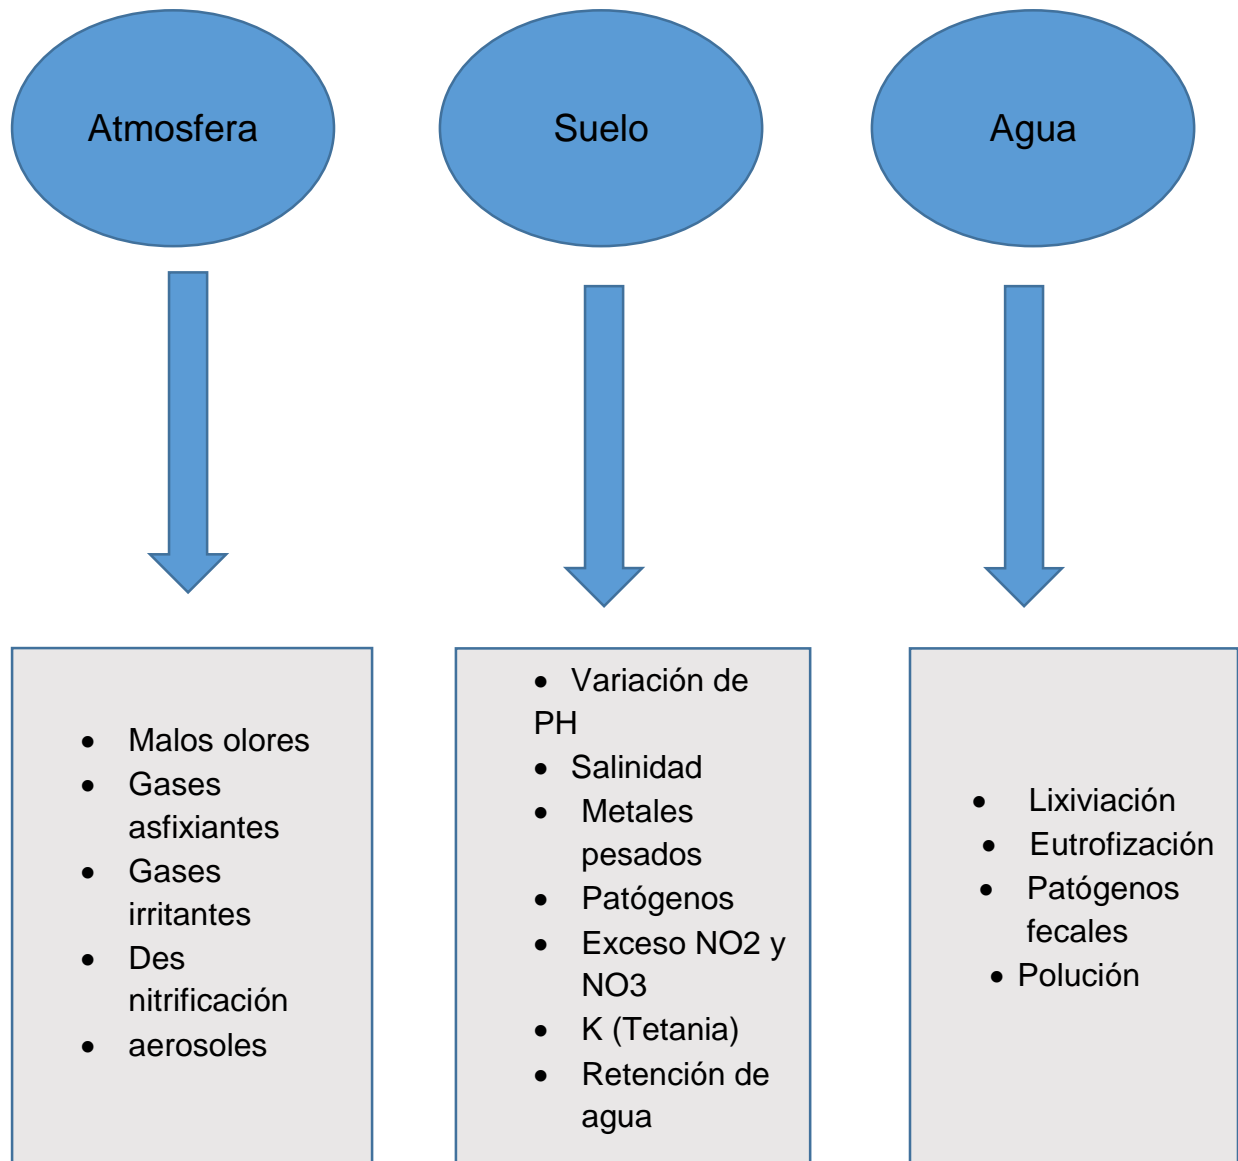 Atmosfera
Suelo
Agua
• Malos olores
• Gases
asfixiantes
• Gases
irritantes
• Des
nitrificación
• aerosoles
• Variación de
PH
• Salinidad
• Metales
pesados
• Patógenos
• Exceso NO2 y
NO3
• K (Tetania)
• Retención de
agua
• Lixiviación
• Eutrofización
• Patógenos
fecales
• Polución